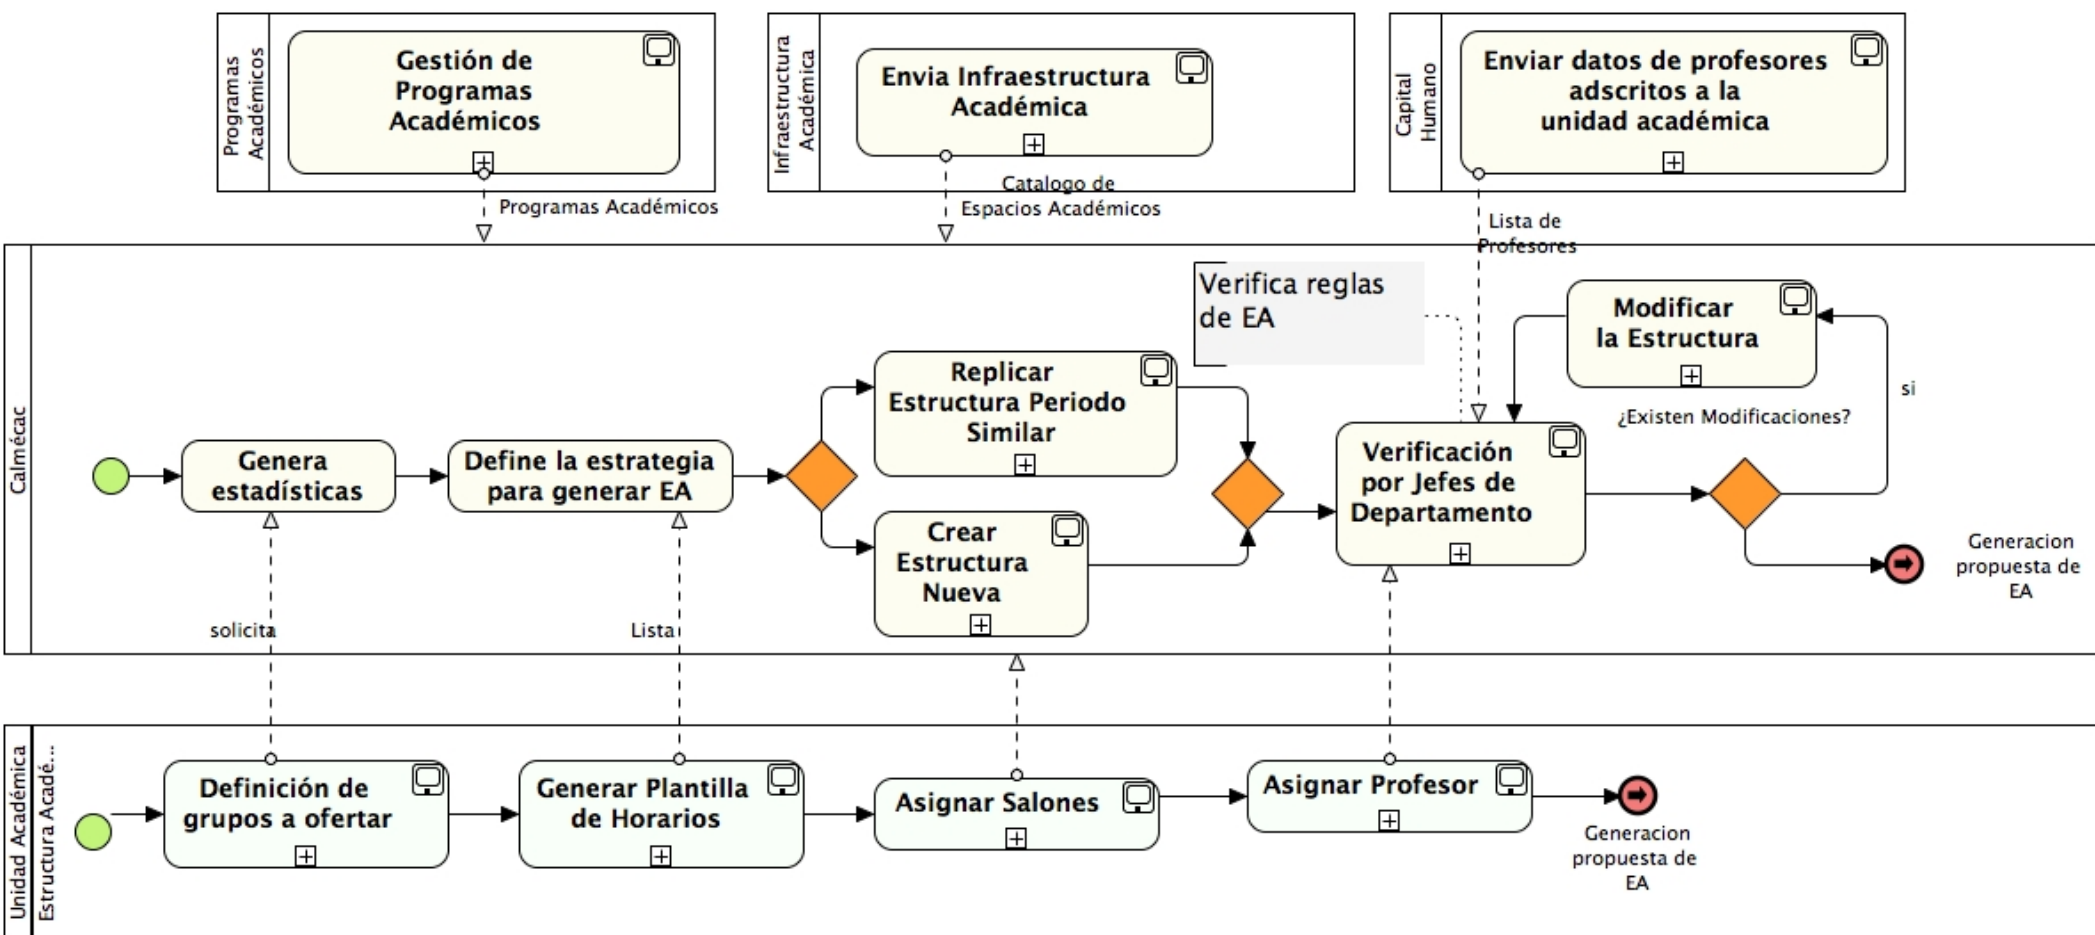 Programas
Académicos
Gestión de
Programas
Académicos
Programas Académicos
Infraestructura
Académica
Envia Infraestructura
Académica
Catalogo de
Espacios Académicos
Capital
Humano
Enviar datos de profesores
adscritos a la
unidad académica
Lista de
Profesores
Calmécac
Genera
estadísticas
Define la estrategia
para generar EA
Replicar
Estructura Periodo
Similar
Crear
Estructura
Nueva
Verifica reglas
de EA
Verificación
por Jefes de
Departamento
Modificar
la Estructura
¿Existen Modificaciones?
si
Generacion
propuesta de
EA
solicita
Lista
Unidad Académica
Estructura Acadé...
Definición de
grupos a ofertar
Generar Plantilla
de Horarios
Asignar Salones
Asignar Profesor
Generacion
propuesta de
EA